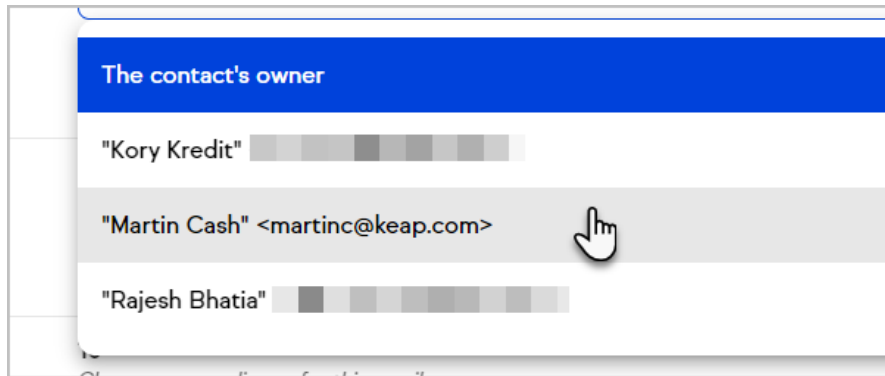 The contact's owner
"Kory Kredit"
"Martin Cash" <martinc@keap.com>
"Rajesh Bhatia"